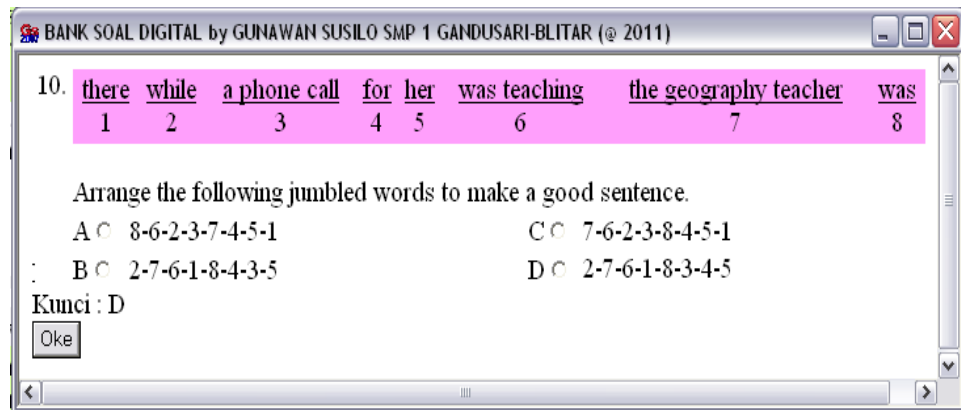 BANK SOAL DIGITAL by GUNAWAN SUSILO SMP 1 GANDUSARI-BLITAR (@ 2011)
10. there while a phone call for her was teaching the geography teacher was
1 2 3 4 5 6 7 8
Arrange the following jumbled words to make a good sentence.
A 8-6-2-3-7-4-5-1 C 7-6-2-3-8-4-5-1
B 2-7-6-1-8-4-3-5 D 2-7-6-1-8-3-4-5
Kunci : D
Oke